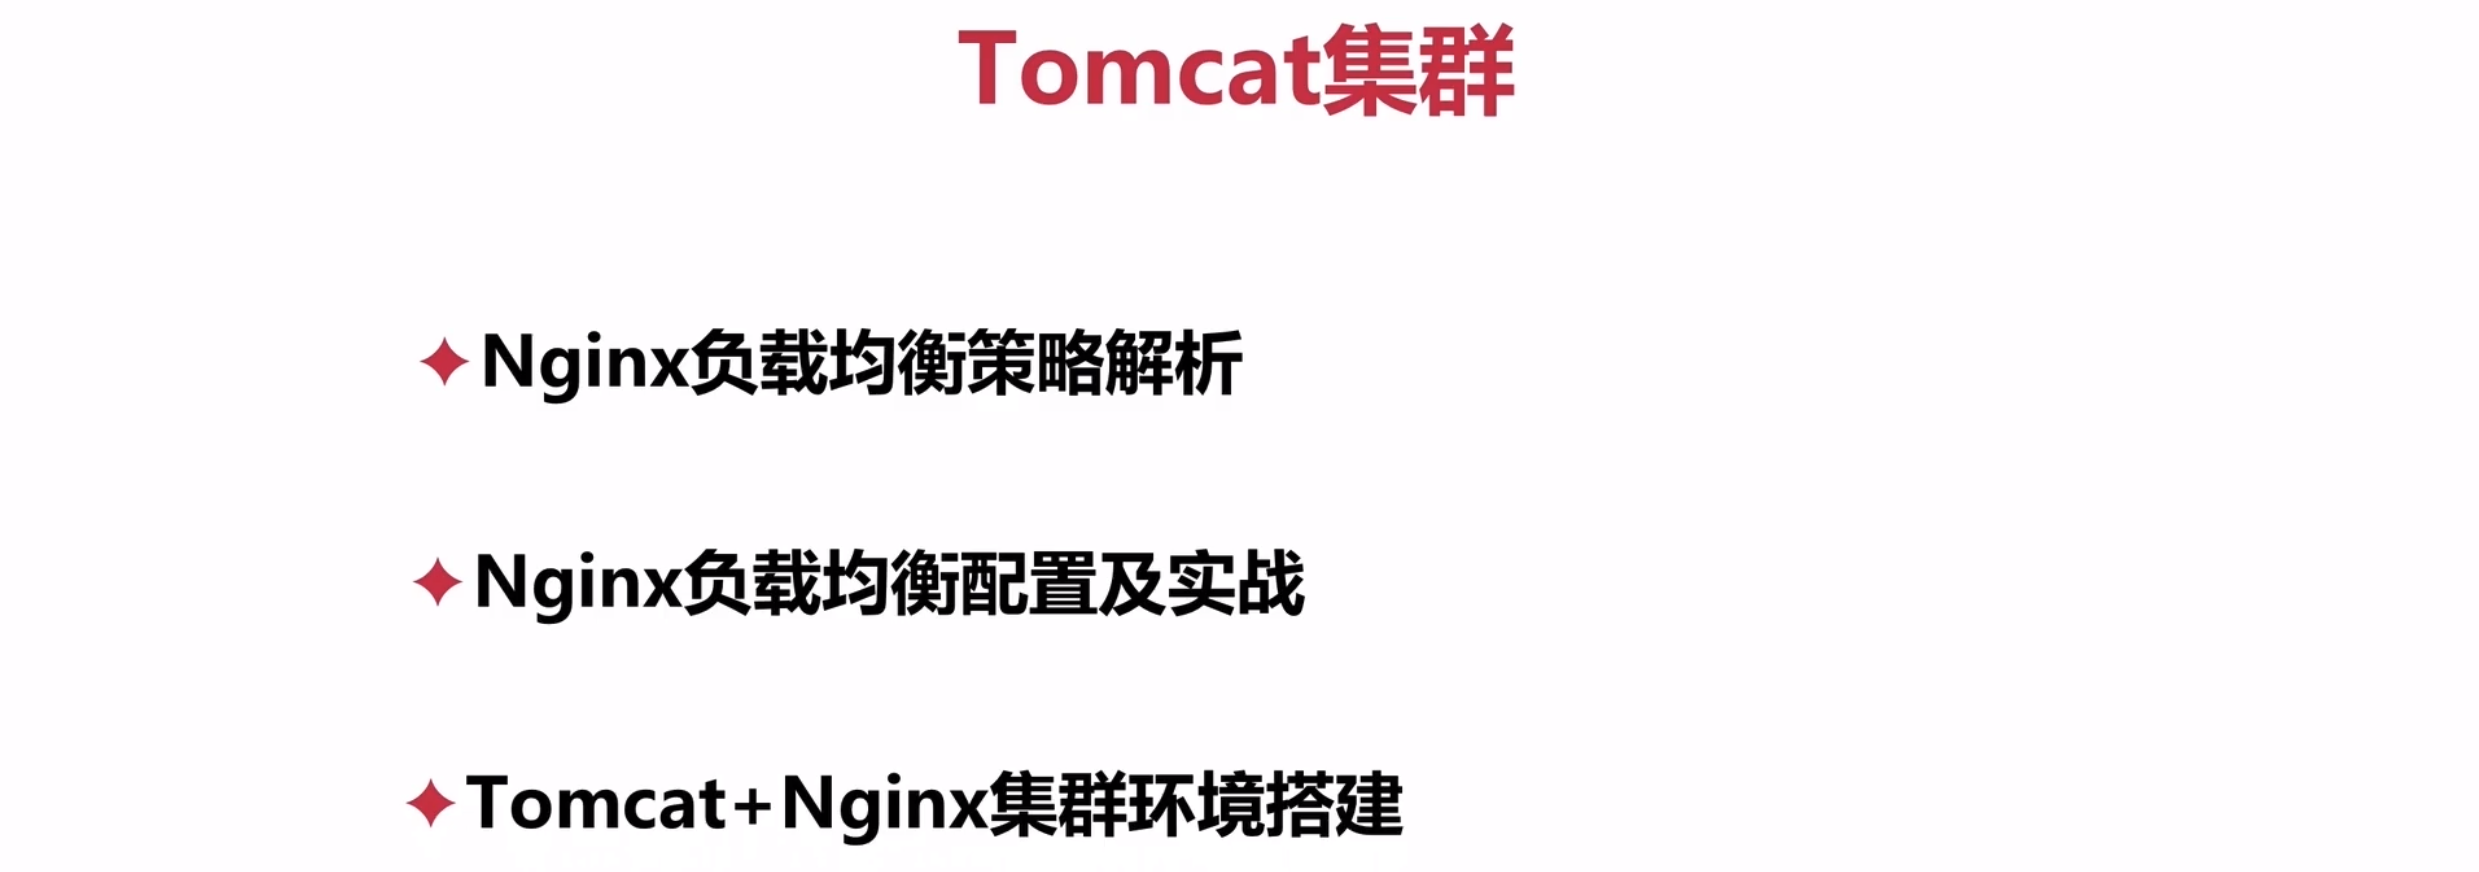 Tomcat集群
Nginx负载均衡策略解析
Nginx负载均衡配置及实战
Tomcat+Nginx集群环境搭建